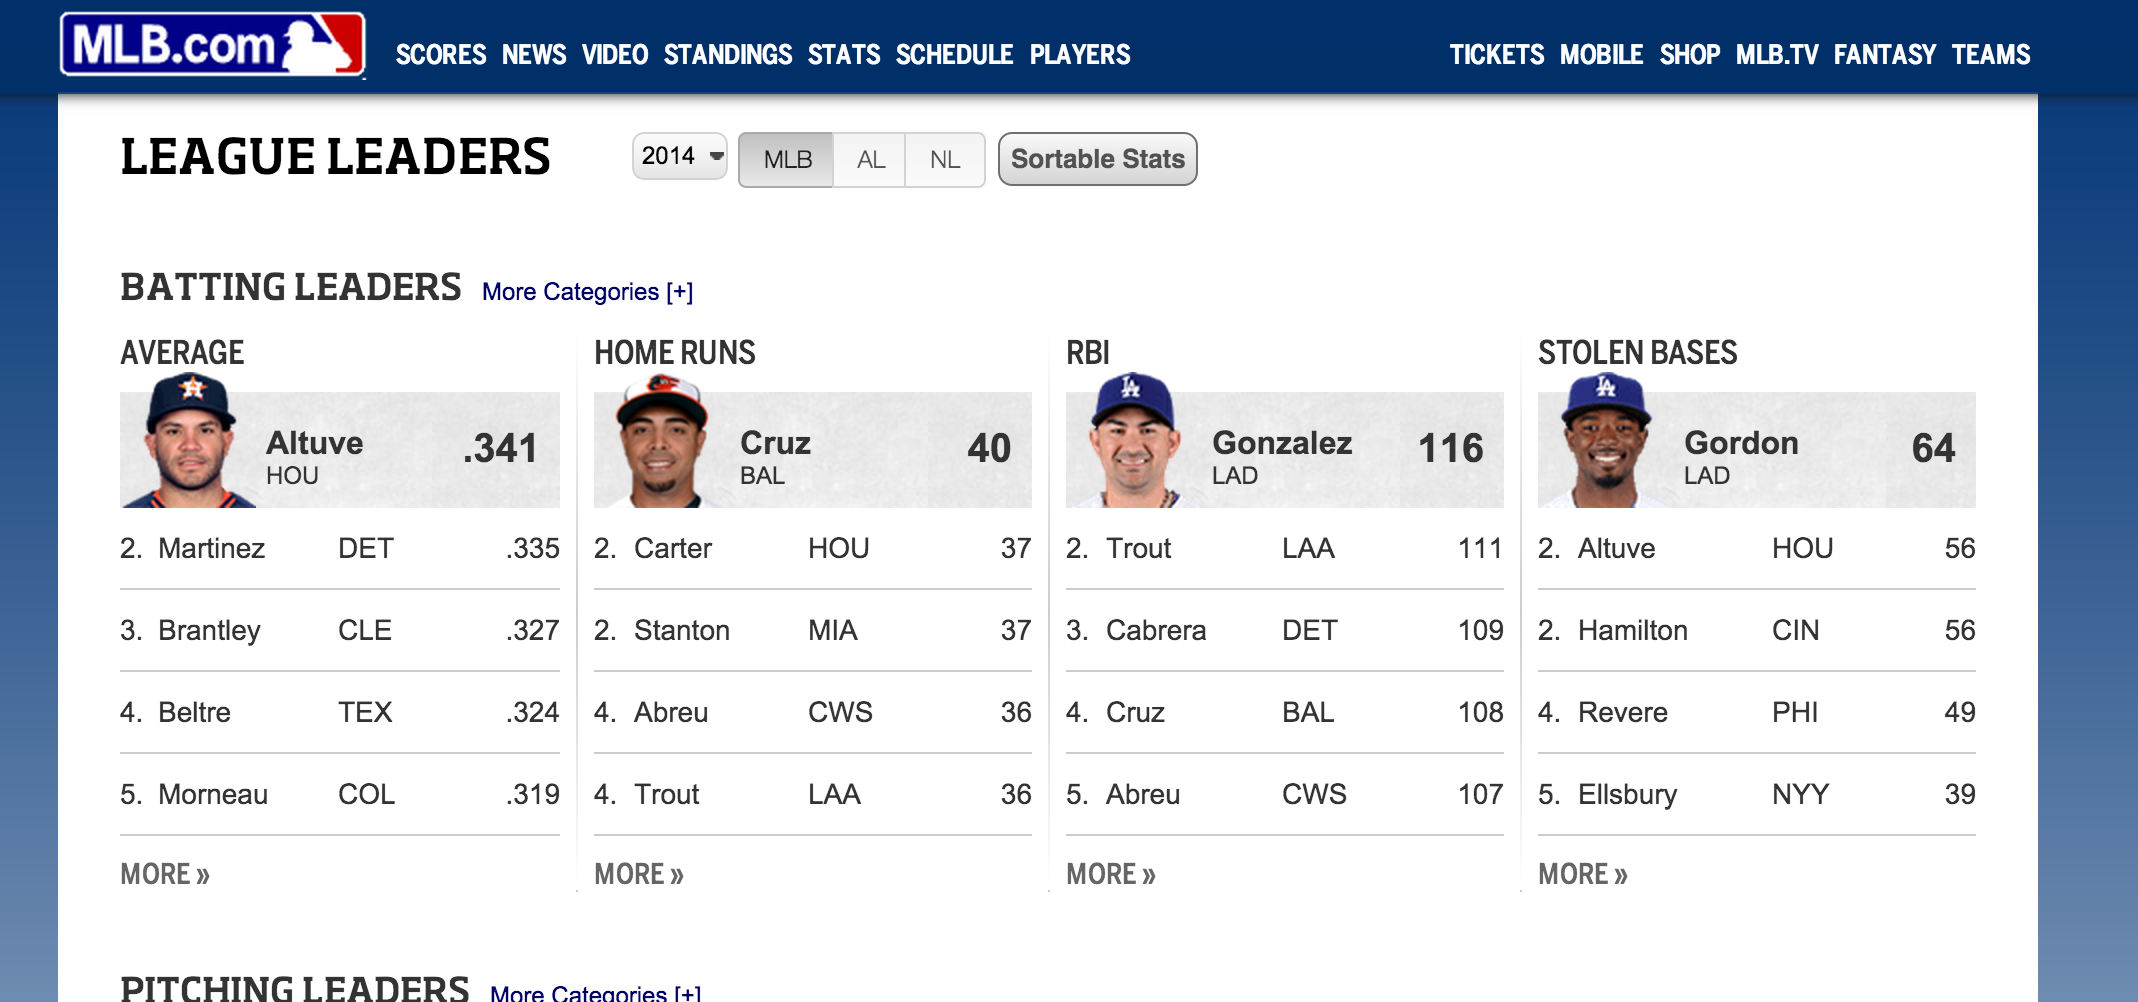 MLB.com SCORES NEWS VIDEO STANDINGS STATS SCHEDULE PLAYERS TICKETS MOBILE SHOP MLB.TV FANTASY TEAMS
LEAGUE LEADERS 2014 MLB AL NL Sortable Stats
BATTING LEADERS More Categories [+]
AVERAGE
Altuve .341
HOU
2. Martinez DET .335
3. Brantley CLE .327
4. Beltre TEX .324
5. Morneau COL .319
MORE »
HOME RUNS
Cruz 40
BAL
2. Carter HOU 37
2. Stanton MIA 37
4. Abreu CWS 36
4. Trout LAA 36
MORE »
RBI
LA
Gonzalez 116
LAD
2. Trout LAA 111
3. Cabrera DET 109
4. Cruz BAL 108
5. Abreu CWS 107
MORE »
STOLEN BASES
LA
Gordon 64
LAD
2. Altuve HOU 56
2. Hamilton CIN 56
4. Revere PHI 49
5. Ellsbury NYY 39
MORE »
PITCHING LEADERS More Categories [+]